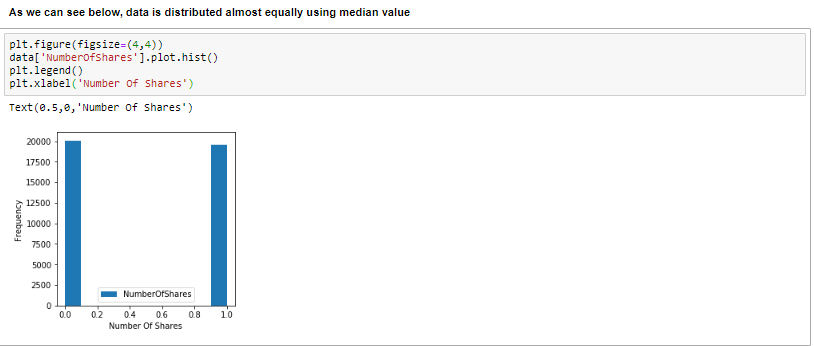 As we can see below, data is distributed almost equally using median value
plt.figure(figsize=(4,4))
data['NumberOfShares'].plot.hist()
plt.legend()
plt.xlabel('Number Of Shares')
Text(0.5,0,'Number Of Shares')
20000
17500
15000
12500
10000
7500
5000
2500
0
Frequency
NumberOfShares
0.0 0.2 0.4 0.6 0.8 1.0
Number Of Shares